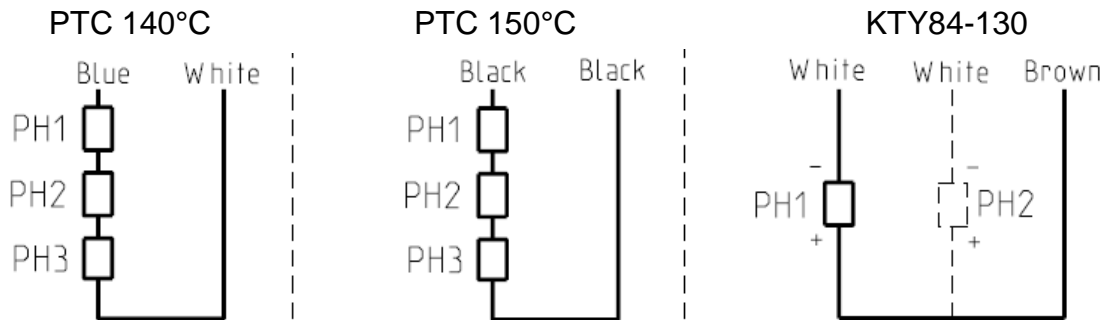 PTC 140°C PTC 150°C KTY84-130
Blue White Black Black White White Brown
PH1 PH1
PH2 PH2 PH1 - - PH2
PH3 PH3 + +